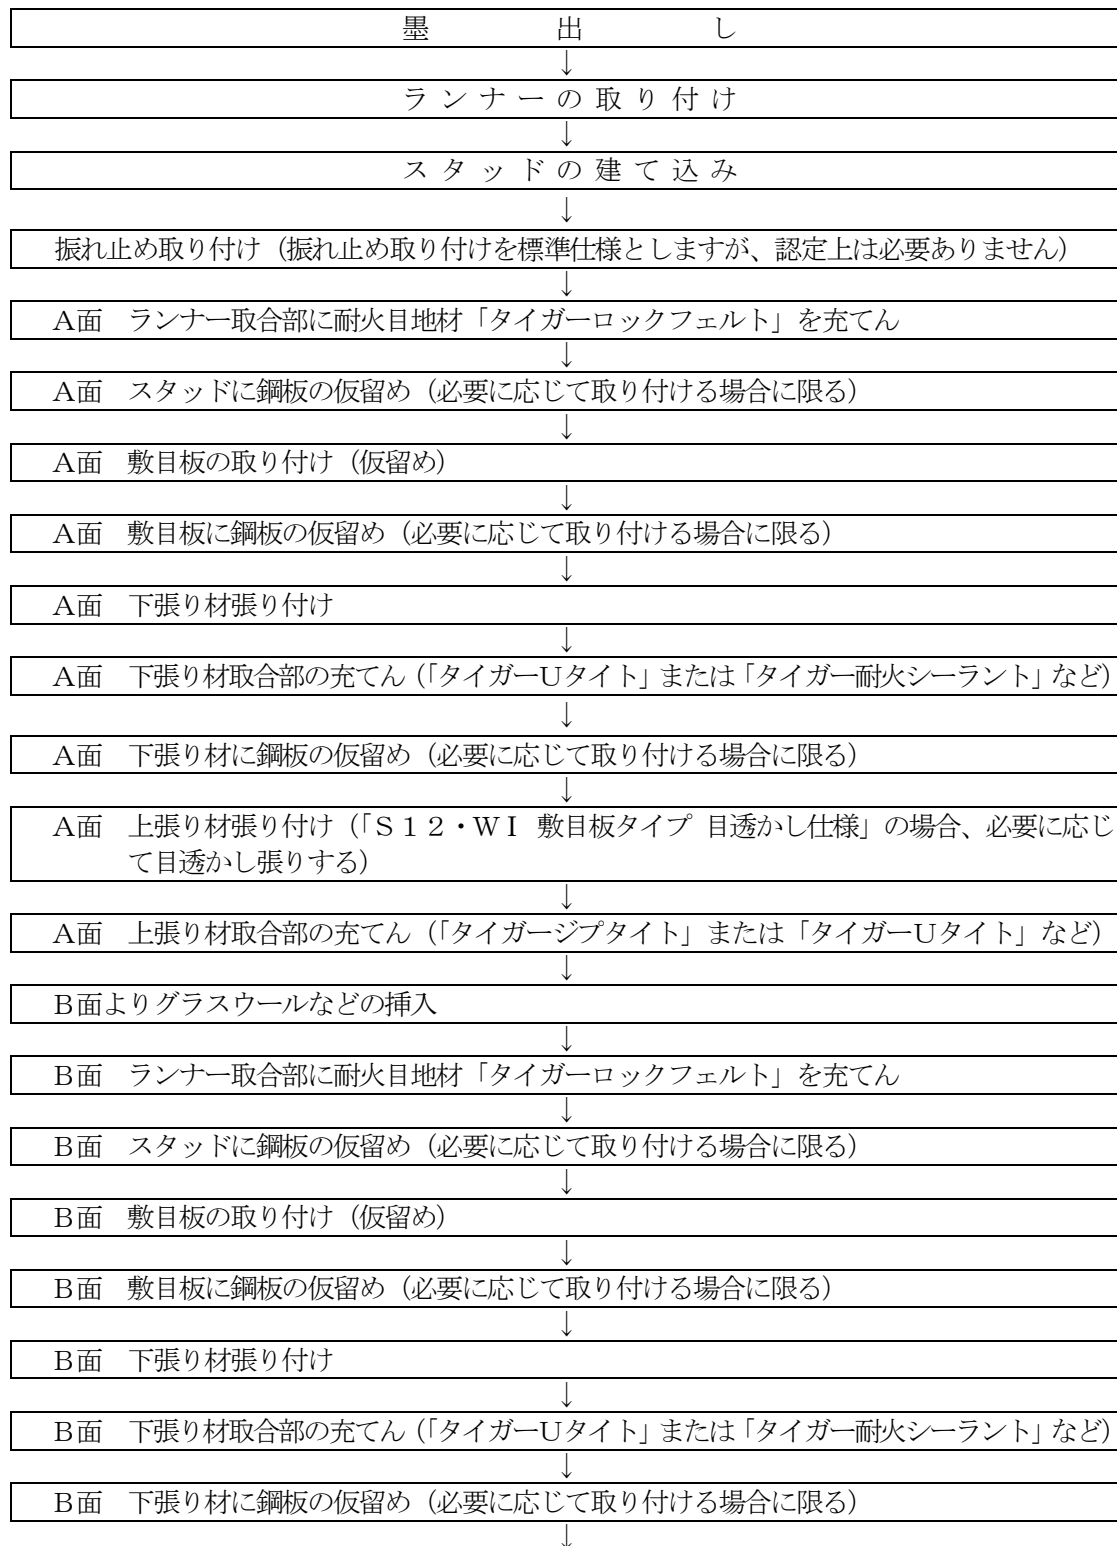 墨出し
↓
ランナーの取り付け
↓
スタッドの建て込み
↓
振れ止め取り付け（振れ止め取り付けを標準仕様としますが、認定上は必要ありません）
↓
Ａ面　ランナー取合部に耐火目地材「タイガーロックフェルト」を充てん
↓
Ａ面　スタッドに鋼板の仮留め（必要に応じて取り付ける場合に限る）
↓
Ａ面　敷目板の取り付け（仮留め）
↓
Ａ面　敷目板に鋼板の仮留め（必要に応じて取り付ける場合に限る）
↓
Ａ面　下張り材張り付け
↓
Ａ面　下張り材取合部の充てん（「タイガーＵタイト」または「タイガー耐火シーラント」など）
↓
Ａ面　下張り材に鋼板の仮留め（必要に応じて取り付ける場合に限る）
↓
Ａ面　上張り材張り付け（「Ｓ１２・ＷＩ 敷目板タイプ 目透かし仕様」の場合、必要に応じ
て目透かし張りする）
↓
Ａ面　上張り材取合部の充てん（「タイガージプタイト」または「タイガーＵタイト」など）
↓
Ｂ面よりグラスウールなどの挿入
↓
Ｂ面　ランナー取合部に耐火目地材「タイガーロックフェルト」を充てん
↓
Ｂ面　スタッドに鋼板の仮留め（必要に応じて取り付ける場合に限る）
↓
Ｂ面　敷目板の取り付け（仮留め）
↓
Ｂ面　敷目板に鋼板の仮留め（必要に応じて取り付ける場合に限る）
↓
Ｂ面　下張り材張り付け
↓
Ｂ面　下張り材取合部の充てん（「タイガーＵタイト」または「タイガー耐火シーラント」など）
↓
Ｂ面　下張り材に鋼板の仮留め（必要に応じて取り付ける場合に限る）
↓